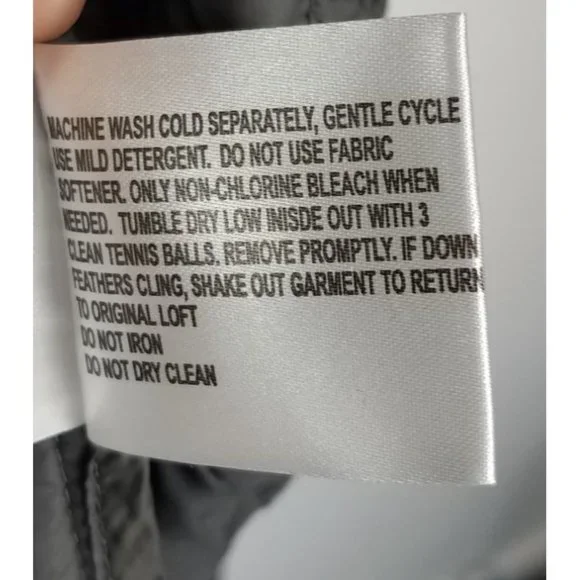 MACHINE WASH COLD SEPARATELY, GENTLE CYCLE
USE MILD DETERGENT. DO NOT USE FABRIC
SOFTENER. ONLY NON-CHLORINE BLEACH WHEN
NEEDED. TUMBLE DRY LOW INISDE OUT WITH 3
CLEAN TENNIS BALLS. REMOVE PROMPTLY. IF DOWN
FEATHERS CLING, SHAKE OUT GARMENT TO RETURN
TO ORIGINAL LOFT
DO NOT IRON
DO NOT DRY CLEAN